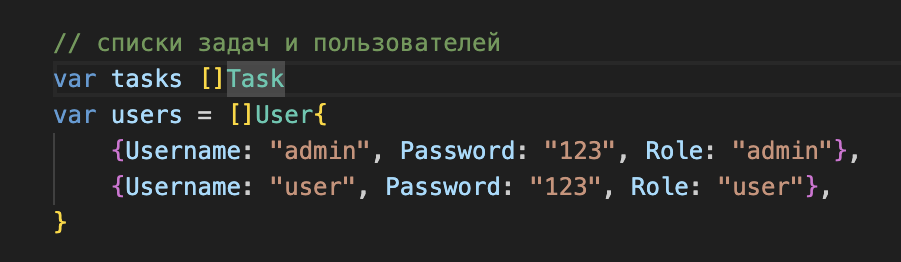 // списки задач и пользователей
var tasks []Task
var users = []User{
    {Username: "admin", Password: "123", Role: "admin"},
    {Username: "user", Password: "123", Role: "user"},
}